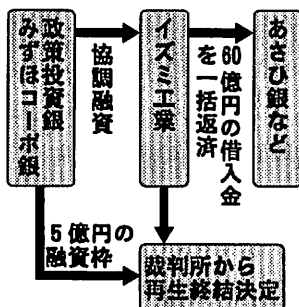 政策投資銀
みずほコーポ銀
協調融資
イズミ工業
60億円の借入金
を一括返済
あさひ銀など
5億円の
融資枠
裁判所から
再生終結決定